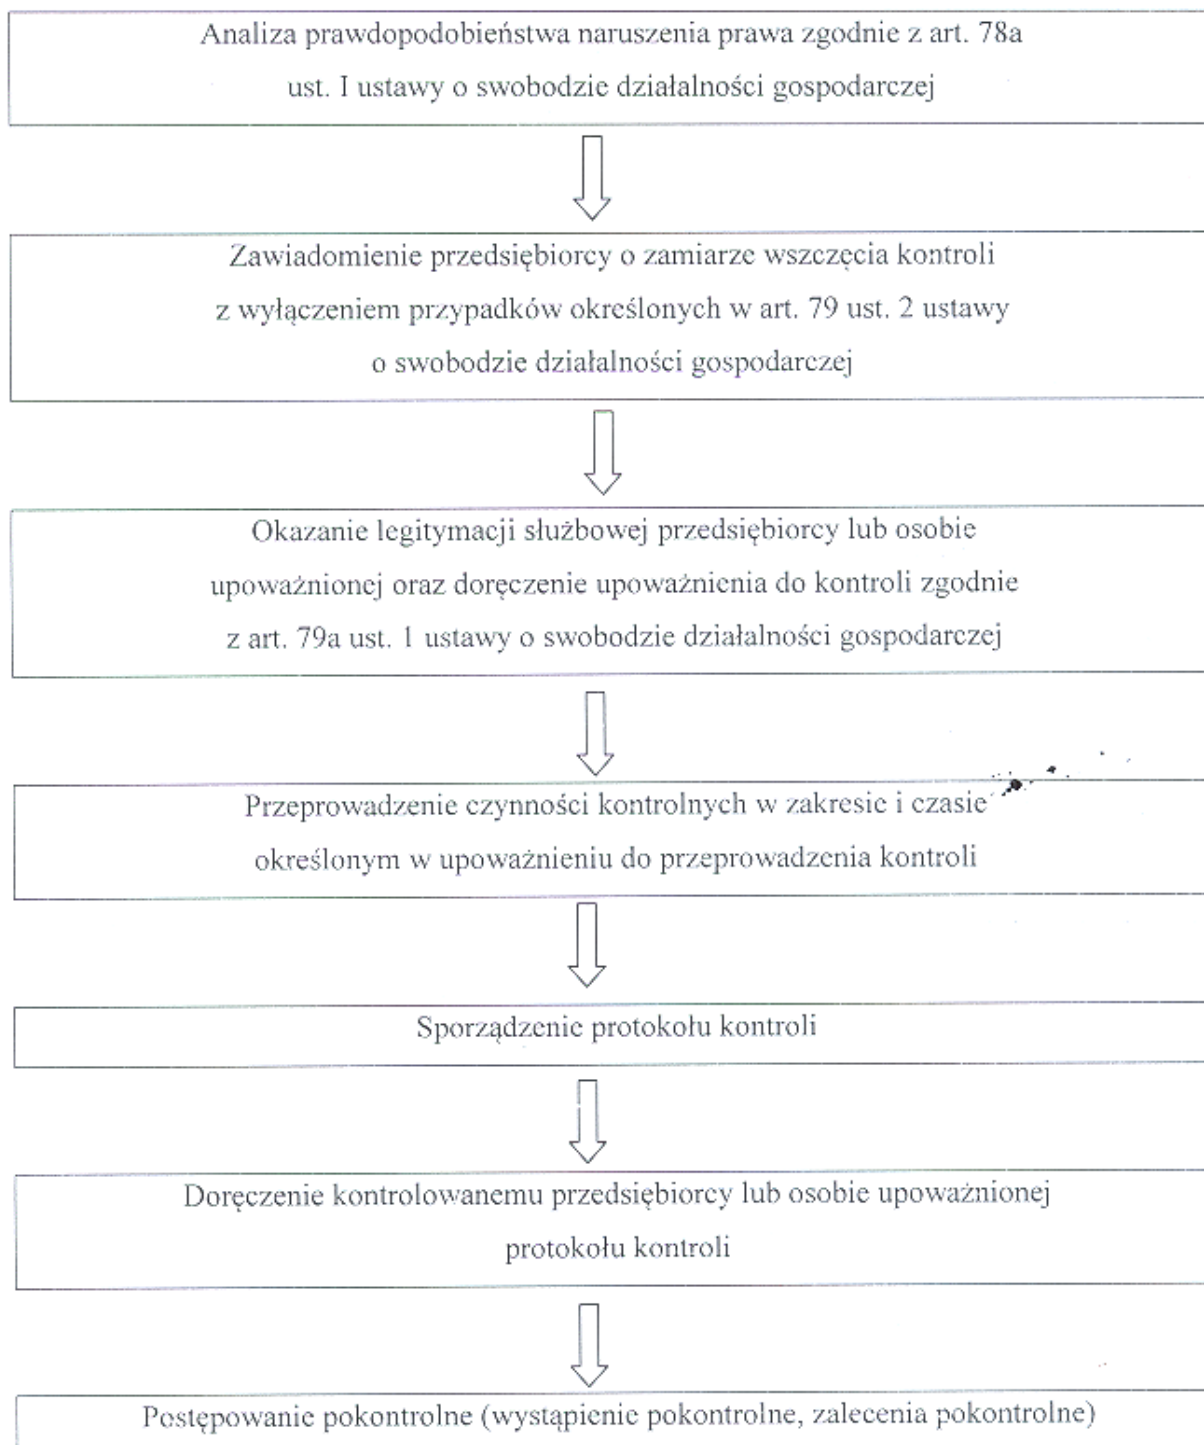 Analiza prawdopodobieństwa naruszenia prawa zgodnie z art. 78a
ust. I ustawy o swobodzie działalności gospodarczej
Zawiadomienie przedsiębiorcy o zamiarze wszczęcia kontroli
z wyłączeniem przypadków określonych w art. 79 ust. 2 ustawy
o swobodzie działalności gospodarczej
Okazanie legitymacji służbowej przedsiębiorcy lub osobie
upoważnionej oraz doręczenie upoważnienia do kontroli zgodnie
z art. 79a ust. 1 ustawy o swobodzie działalności gospodarczej
Przeprowadzenie czynności kontrolnych w zakresie i czasie
określonym w upoważnieniu do przeprowadzenia kontroli
Sporządzenie protokołu kontroli
Doręczenie kontrolowanemu przedsiębiorcy lub osobie upoważnionej
protokołu kontroli
Postępowanie pokontrolne (wystąpienie pokontrolne, zalecenia pokontrolne)